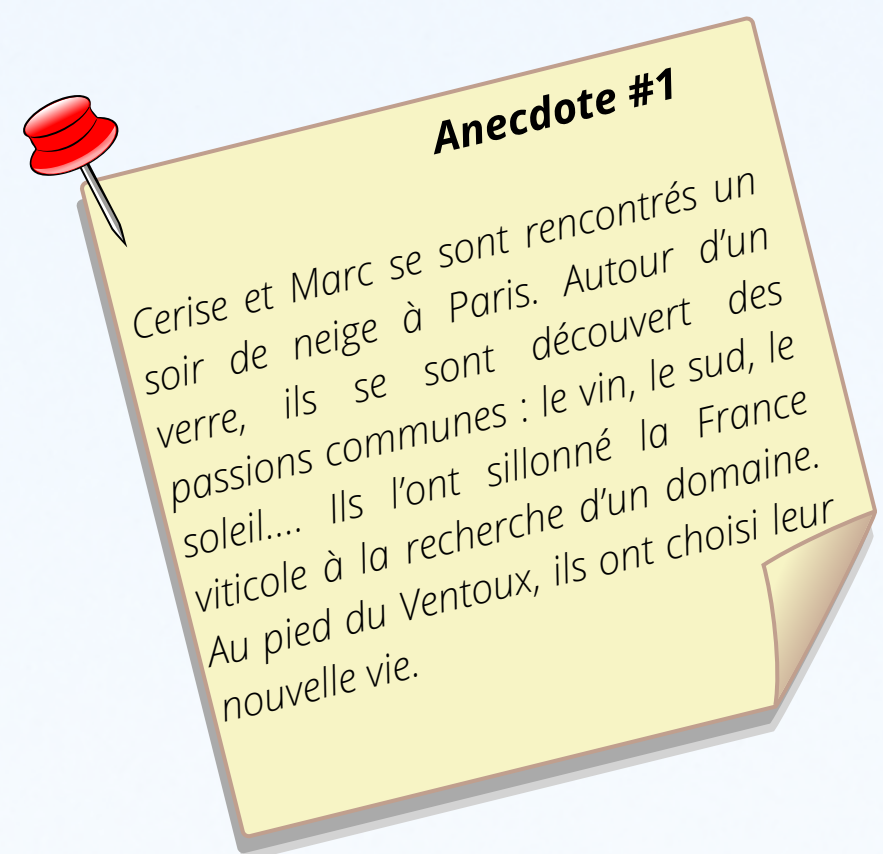 Anecdote #1
Cerise et Marc se sont rencontrés un
soir de neige à Paris. Autour d’un
verre, ils se sont découvert des
passions communes : le vin, le sud, le
soleil.... Ils l’ont sillonné la France
viticole à la recherche d’un domaine.
Au pied du Ventoux, ils ont choisi leur
nouvelle vie.